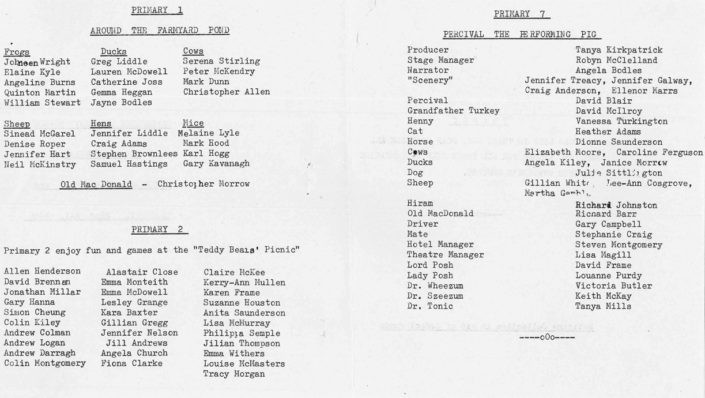 PRIMARY 1
AROUND THE FARMYARD POND
Frogs Ducks Cows
Johneen Wright Greg Liddle Serena Stirling
Elaine Kyle Lauren McDowell Peter McKendry
Angeline Burns Catherine Joss Mark Dunn
Quinton Martin Gemma Heggan Christopher Allen
William Stewart Jayne Bodles
Sheep Hens Mice
Sinead McGarel Jennifer Liddle Melaine Lyle
Denise Roper Craig Adams Mark Hood
Jennifer Hart Stephen Brownlees Karl Hogg
Neil McKinstry Samuel Hastings Gary Kavanagh
Old Mac Donald - Christopher Morrow
PRIMARY 2
Primary 2 enjoy fun and games at the "Teddy Bears' Picnic"
Allen Henderson Alastair Close Claire McKee
David Brennan Emma Monteith Kerry-Ann Mullen
Jonathan Millar Emma McDowell Karen Frame
Gary Hanna Lesley Grange Suzanne Houston
Simon Cheung Kara Baxter Anita Saunderson
Colin Kiley Gillian Gregg Lisa McMurray
Andrew Colman Jennifer Nelson Philippa Semple
Andrew Logan Jill Andrews Jilian Thompson
Andrew Darragh Angela Church Emma Withers
Colin Montgomery Fiona Clarke Louise McMasters
Tracy Morgan
PRIMARY 7
PERCIVAL THE PERFORMING PIG
Producer Tanya Kirkpatrick
Stage Manager Robyn McClelland
Narrator Angela Bodles
"Scenery" Jennifer Treacy, Jennifer Galway,
Craig Anderson, Ellenor Harrs
Percival David Blair
Grandfather Turkey David McIlroy
Henny Vanessa Turkington
Cat Heather Adams
Horse Dionne Saunderson
Cows Elizabeth Moore, Caroline Ferguson
Ducks Angela Kiley, Janice Morrow
Dog Julie Sittlington
Sheep Gillian White, Lee-Ann Cosgrove,
Martha
Hiram Richard Johnston
Old MacDonald Richard Barr
Driver Gary Campbell
Mate Stephanie Craig
Hotel Manager Steven Montgomery
Theatre Manager Lisa Magill
Lord Posh David Frame
Lady Posh Louanne Purdy
Dr. Wheezum Victoria Butler
Dr. Szeezum Keith McKay
Dr. Tonic Tanya Mills
----oOo----